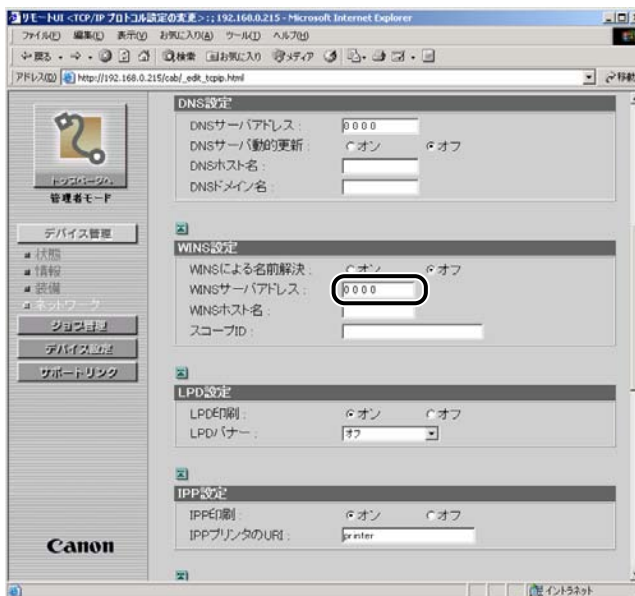 リモートUI <TCP/IP プロトコル設定の変更>:; ; 192.168.0.215 - Microsoft Internet Explorer
ファイル(F) 編集(E) 表示(V) お気に入り(A) ツール(T) ヘルプ(H)
戻る 検索 お気に入り メディア
アドレス(D) http://192.168.0.215/cab/_edit_tcpip.html 移動
トップページへ
管理者モード
デバイス管理
状態
情報
装備
ネットワーク
ジョブ管理
デバイス設定
サポートリンク
Canon
DNS設定
DNSサーバアドレス : 0.0.0.0
DNSサーバ動的更新 : オン オフ
DNSホスト名 :
DNSドメイン名 :
WINS設定
WINSによる名前解決 : オン オフ
WINSサーバアドレス : 0.0.0.0
WINSホスト名 :
スコープID :
LPD設定
LPD印刷 : オン オフ
LPDバナー : オフ
IPP設定
IPP印刷 : オン オフ
IPPプリンタのURI : printer
イントラネット